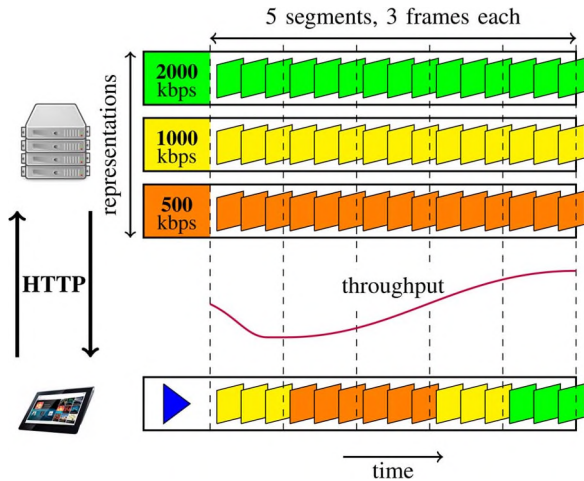 5 segments, 3 frames each
representations
2000
kbps
1000
kbps
500
kbps
HTTP
throughput
time